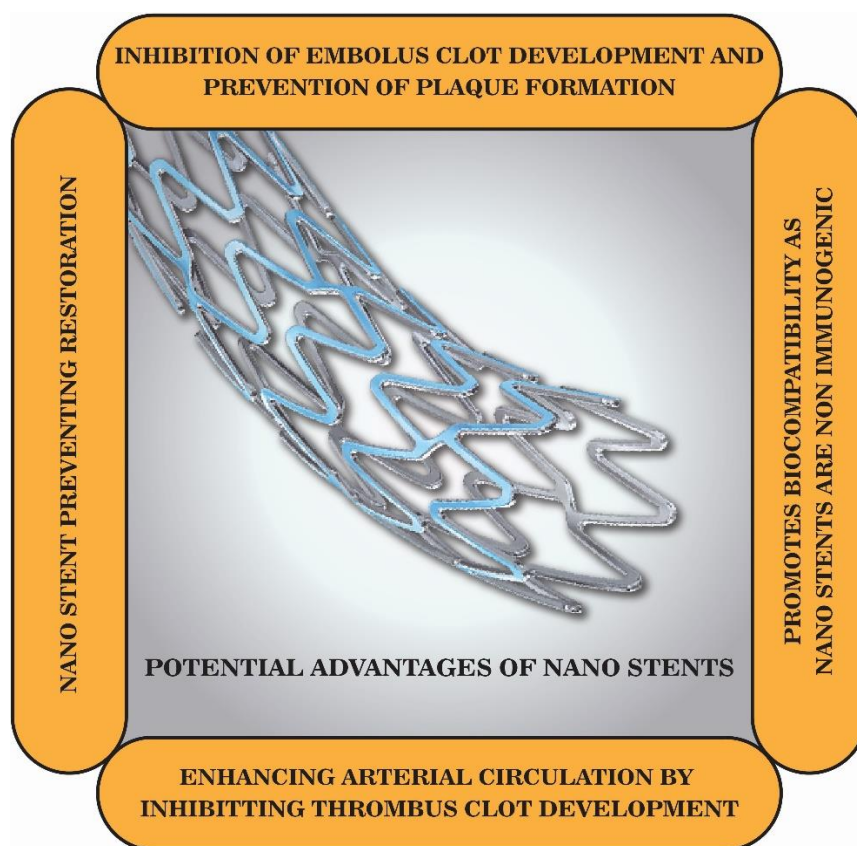 INHIBITION OF EMBOLUS CLOT DEVELOPMENT AND
PREVENTION OF PLAQUE FORMATION
NANO STENT PREVENTING RESTORATION
PROMOTES BIOCOMPATIBILITY AS
NANO STENTS ARE NON IMMUNOGENIC
POTENTIAL ADVANTAGES OF NANO STENTS
ENHANCING ARTERIAL CIRCULATION BY
INHIBITTING THROMBUS CLOT DEVELOPMENT